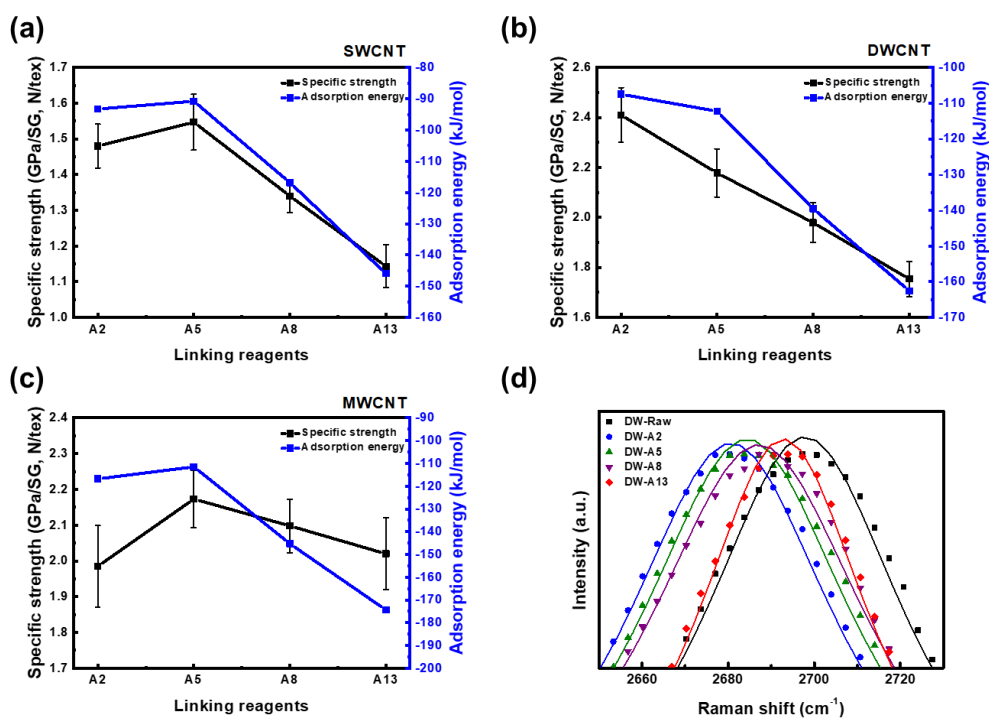 (a)
SWCNT
Specific strength (GPa/SG, N/tex)
1.7
1.6
1.5
1.4
1.3
1.2
1.1
1.0
Specific strength
Adsorption energy
-80
-90
-100
-110
-120
-130
-140
-150
-160
Adsorption energy (kJ/mol)
A2 A5 A8 A13
Linking reagents
(b)
DWCNT
Specific strength (GPa/SG, N/tex)
2.6
2.4
2.2
2.0
1.8
1.6
Specific strength
Adsorption energy
-100
-110
-120
-130
-140
-150
-160
-170
Adsorption energy (kJ/mol)
A2 A5 A8 A13
Linking reagents
(c)
MWCNT
Specific strength (GPa/SG, N/tex)
2.4
2.3
2.2
2.1
2.0
1.9
1.8
1.7
Specific strength
Adsorption energy
-90
-100
-110
-120
-130
-140
-150
-160
-170
-180
-190
-200
Adsorption energy (kJ/mol)
A2 A5 A8 A13
Linking reagents
(d)
Intensity (a.u.)
DW-Raw
DW-A2
DW-A5
DW-A8
DW-A13
2660 2680 2700 2720
Raman shift (cm⁻¹)